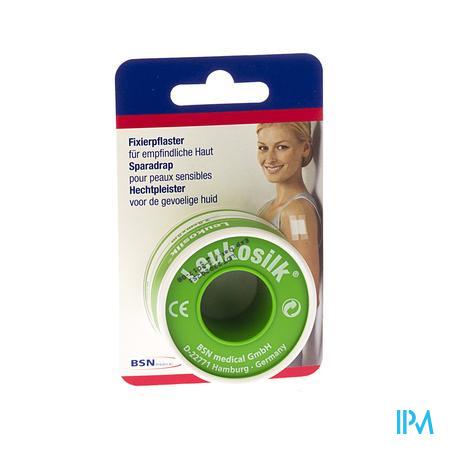 Fixierpflaster
für empfindliche Haut
Sparadrap
pour peaux sensibles
Hechtpleister
voor de gevoelige huid
Leukosilk®
CE
BSN medical GmbH
D-22771 Hamburg · Germany
BSN medical
IPM